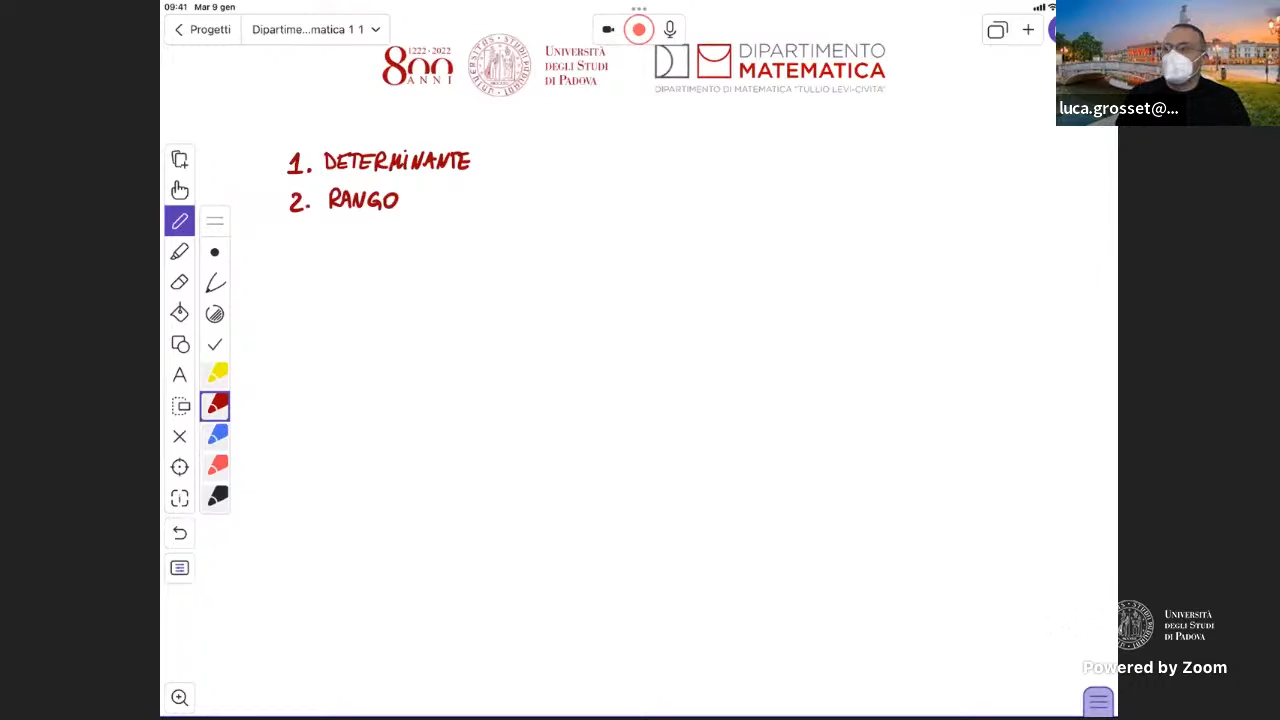 09:41 Mar 9 gen
Progetti
Dipartime...matica 1 1
1222·2022
800
ANNI
UNIVERSITÀ
DEGLI STUDI
DI PADOVA
DIPARTIMENTO
MATEMATICA
DIPARTIMENTO DI MATEMATICA "TULLIO LEVI-CIVITA"
luca.grosset@...
1. DETERMINANTE
2. RANGO
A
UNIVERSITÀ
DEGLI STUDI
DI PADOVA
Powered by Zoom